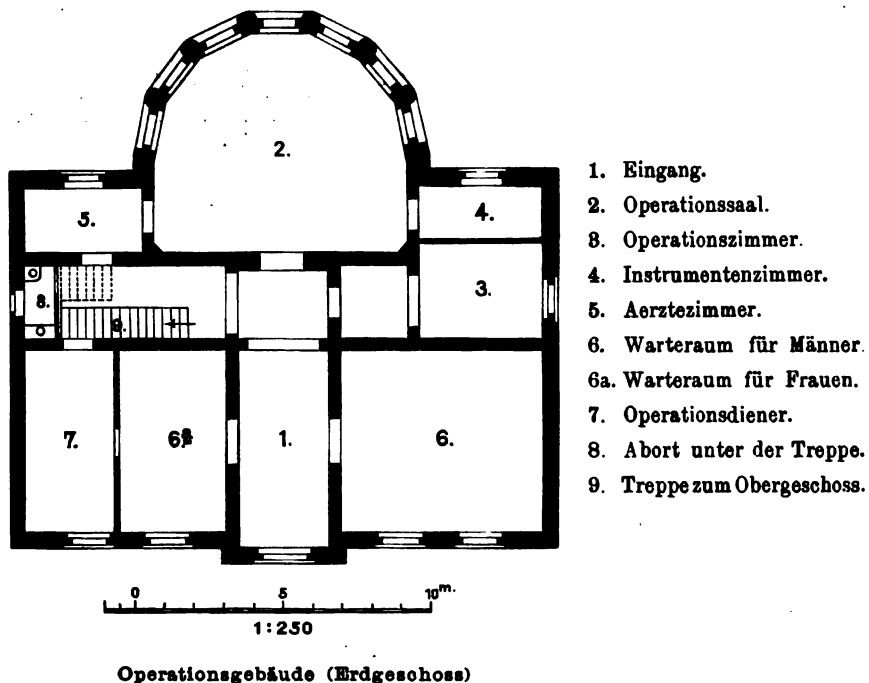 2.
5.
4.
3.
8.
9.
7.
6a.
1.
6.
1. Eingang.
2. Operationssaal.
3. Operationszimmer.
4. Instrumentenzimmer.
5. Aerztezimmer.
6. Warteraum für Männer.
6a. Warteraum für Frauen.
7. Operationsdiener.
8. Abort unter der Treppe.
9. Treppe zum Obergeschoss.
0 5 10 m.
1:250
Operationsgebäude (Erdgeschoss)